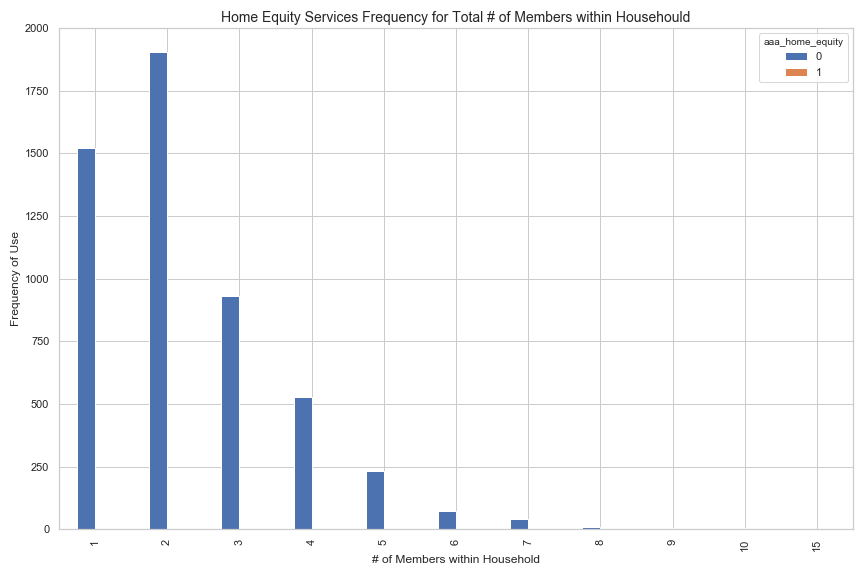 Home Equity Services Frequency for Total # of Members within Househould
aaa_home_equity
0
1
2000
1750
1500
1250
1000
750
500
250
0
Frequency of Use
1 2 3 4 5 6 7 8 9 10 15
# of Members within Household